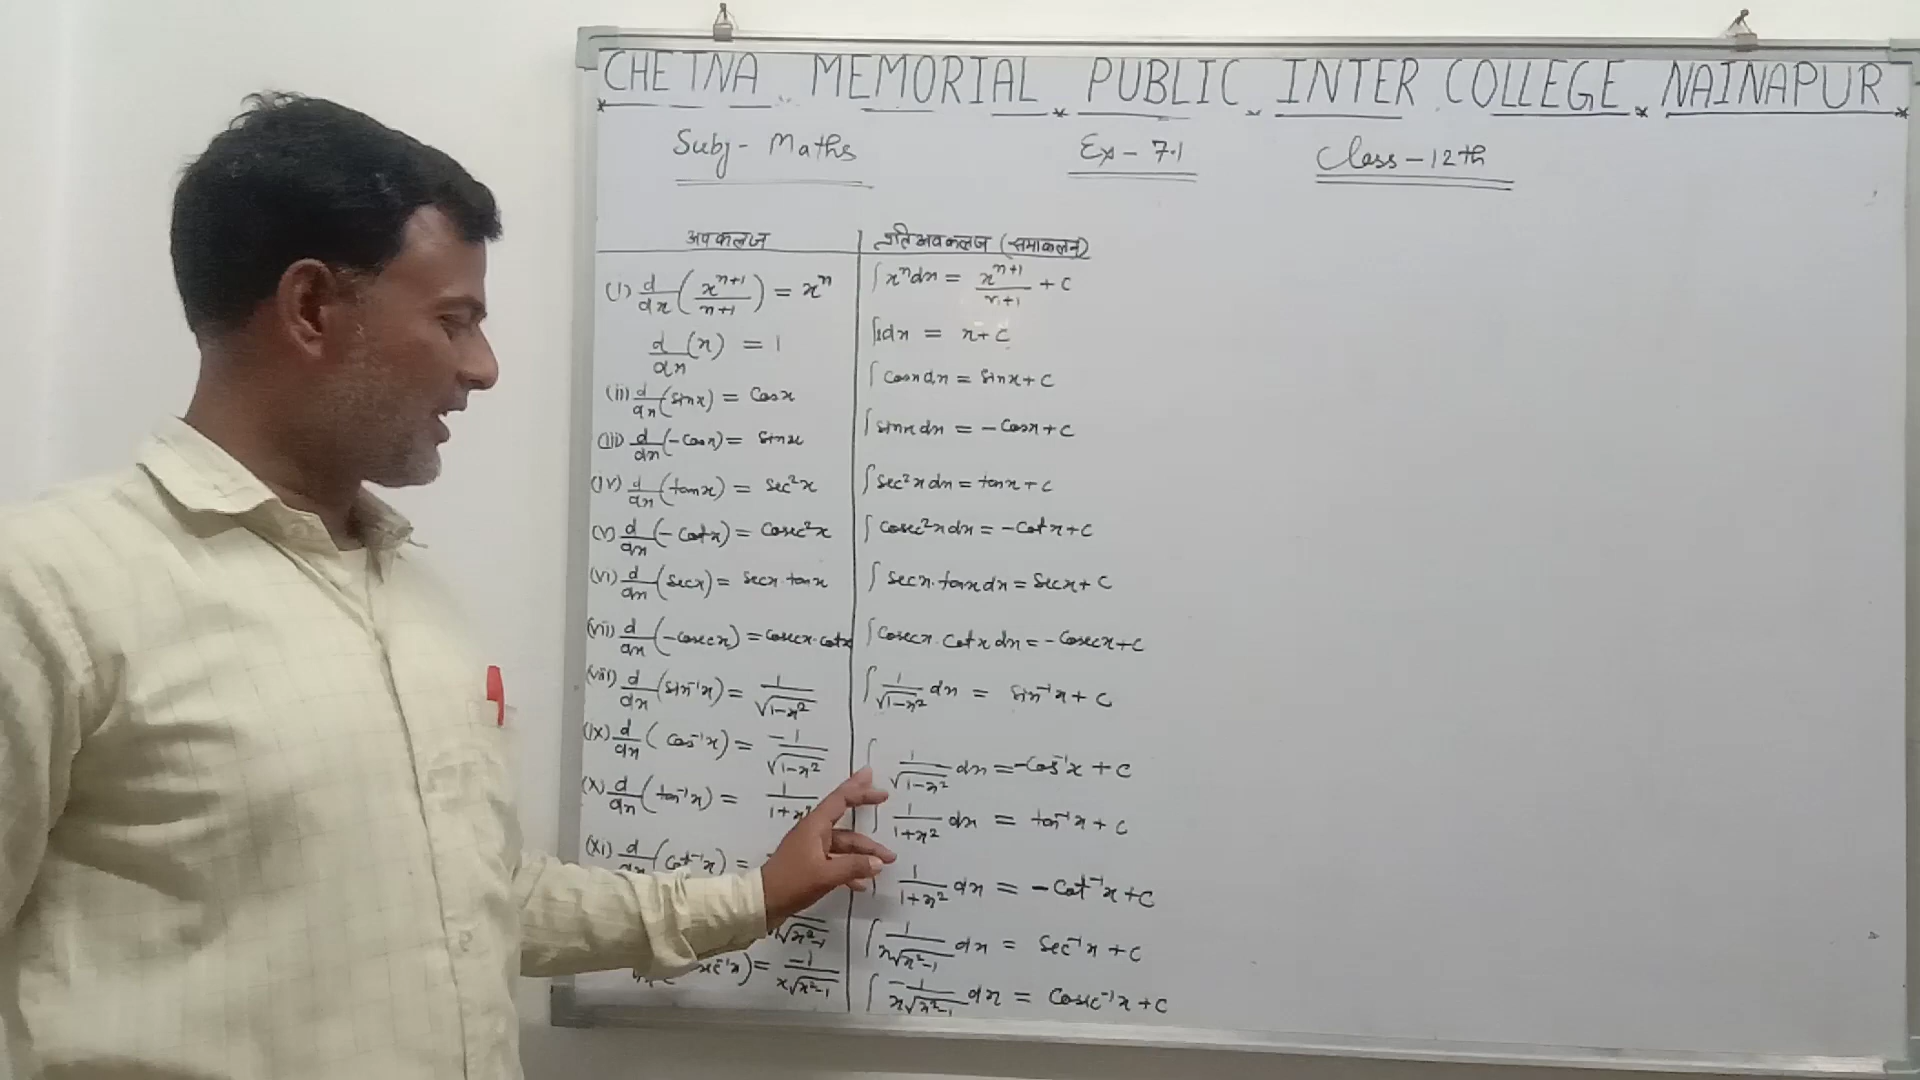 CHETNA MEMORIAL PUBLIC INTER COLLEGE NAINAPUR
Subj - Maths Ex - 7.1 Class - 12th
अवकलज प्रतिअवकलज (समाकलन)
(i) d/dx (x^(n+1)/(n+1)) = x^n ∫x^n dx = x^(n+1)/(n+1) + C
d/dx (x) = 1 ∫1dx = x + C
(ii) d/dx (sinx) = Cosx ∫Cosx dx = Sinx + C
(iii) d/dx (-Cosx) = Sinx ∫sinx dx = -Cosx + C
(iv) d/dx (tanx) = Sec²x ∫Sec²x dx = tanx + C
(v) d/dx (-Cotx) = Cosec²x ∫Cosec²x dx = -Cotx + C
(vi) d/dx (Secx) = Secx·tanx ∫Secx·tanx dx = Secx + C
(vii) d/dx (-Cosecx) = Cosecx·Cotx ∫Cosecx·Cotx dx = -Cosecx + C
(viii) d/dx (Sin⁻¹x) = 1/√(1-x²) ∫1/√(1-x²) dx = Sin⁻¹x + C
(ix) d/dx (Cos⁻¹x) = -1/√(1-x²) ∫1/√(1-x²) dx = -Cos⁻¹x + C
(x) d/dx (tan⁻¹x) = 1/(1+x²) ∫1/(1+x²) dx = tan⁻¹x + C
(xi) d/dx (Cot⁻¹x) = ∫1/(1+x²) dx = -Cot⁻¹x + C
x√(x²-1) ∫1/(x√(x²-1)) dx = Sec⁻¹x + C
= -1/(x√(x²-1)) ∫-1/(x√(x²-1)) dx = Cosec⁻¹x + C